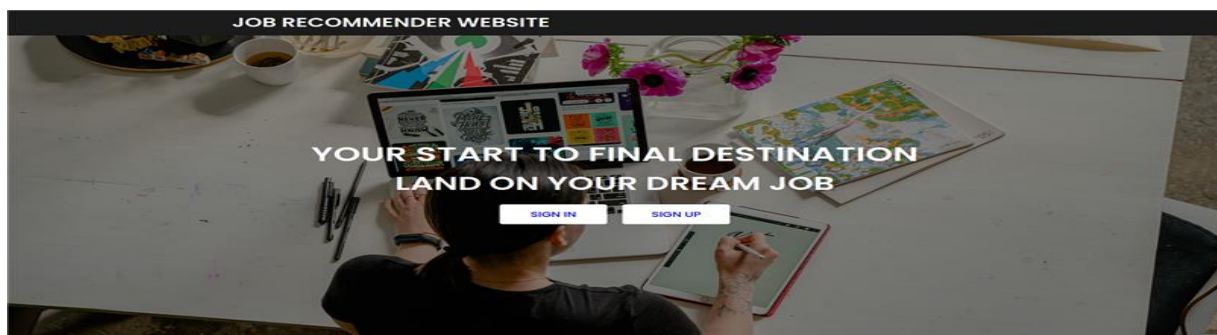 JOB RECOMMENDER WEBSITE
YOUR START TO FINAL DESTINATION
LAND ON YOUR DREAM JOB
SIGN IN
SIGN UP